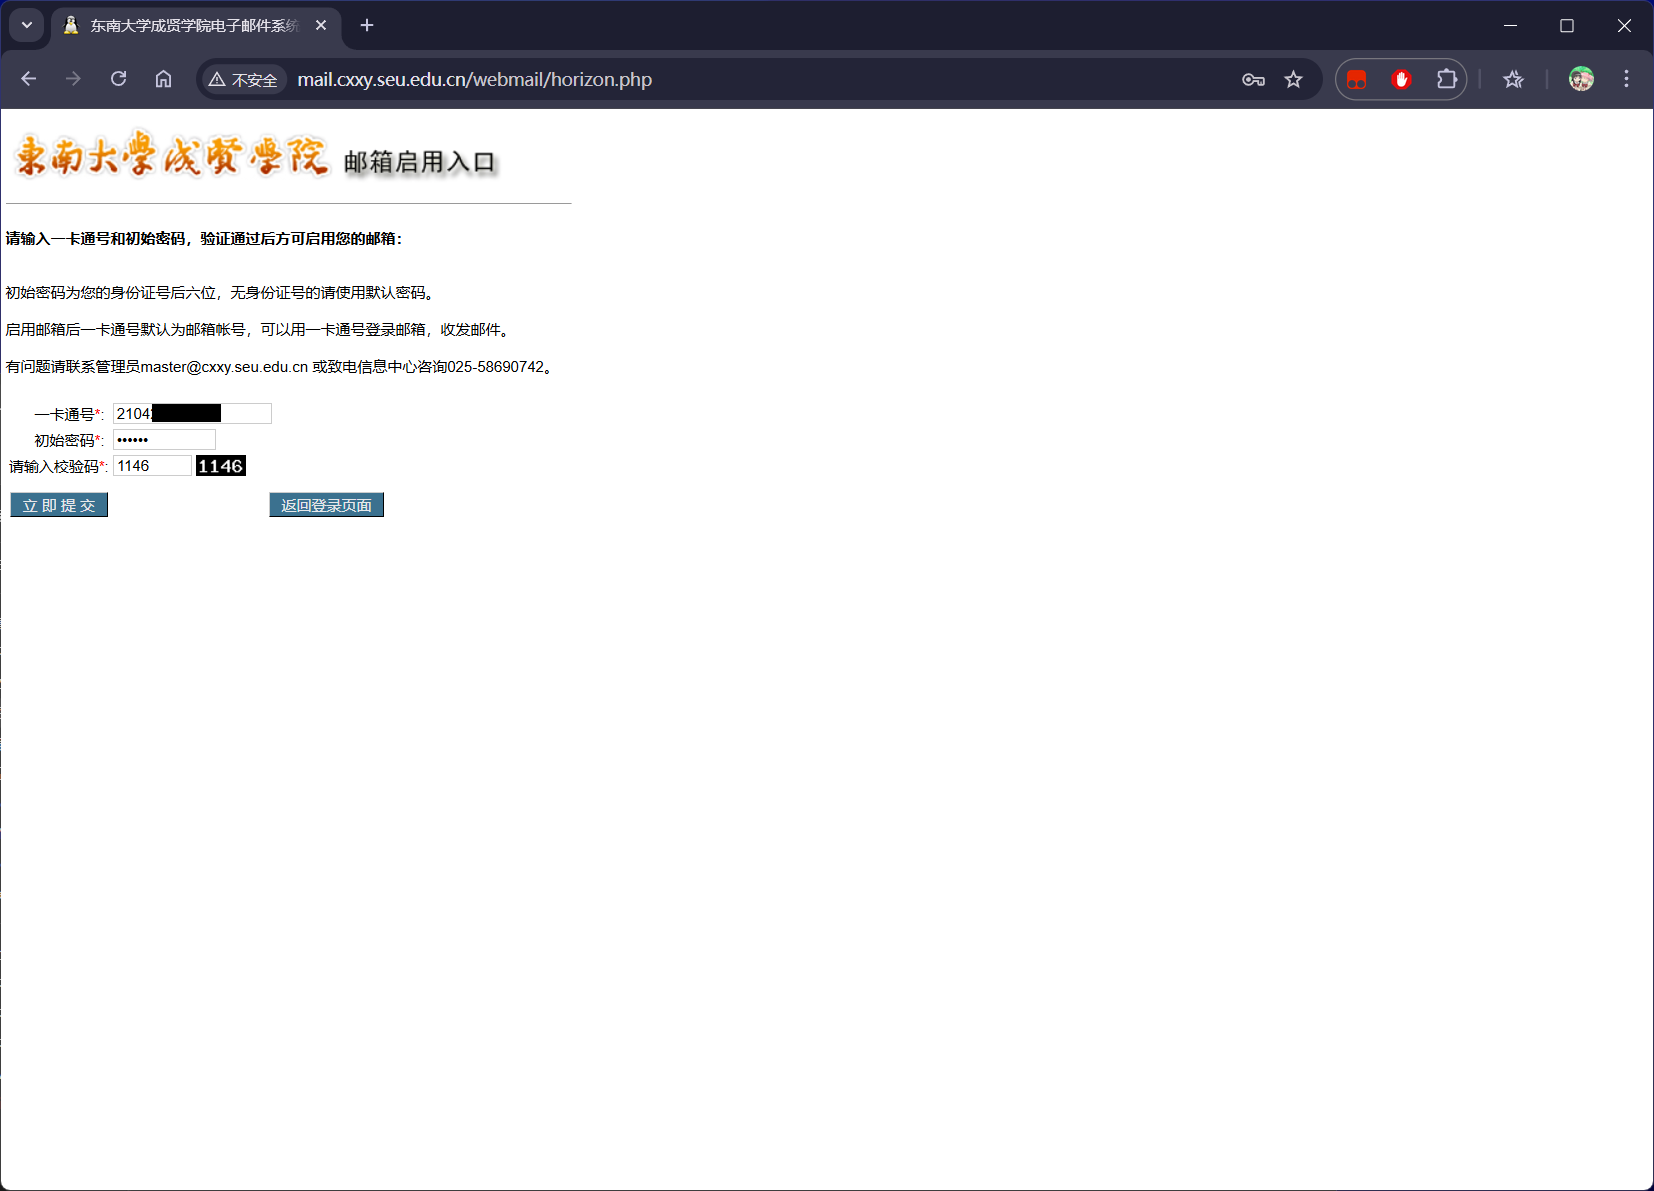 东南大学成贤学院电子邮件系统
不安全 mail.cxxy.seu.edu.cn/webmail/horizon.php
東南大學成賢學院 邮箱启用入口
请输入一卡通号和初始密码，验证通过后方可启用您的邮箱：
初始密码为您的身份证号后六位，无身份证号的请使用默认密码。
启用邮箱后一卡通号默认为邮箱帐号，可以用一卡通号登录邮箱，收发邮件。
有问题请联系管理员master@cxxy.seu.edu.cn 或致电信息中心咨询025-58690742。
一卡通号*: 2104
初始密码*: ••••••
请输入校验码*: 1146 1146
立 即 提 交 返回登录页面